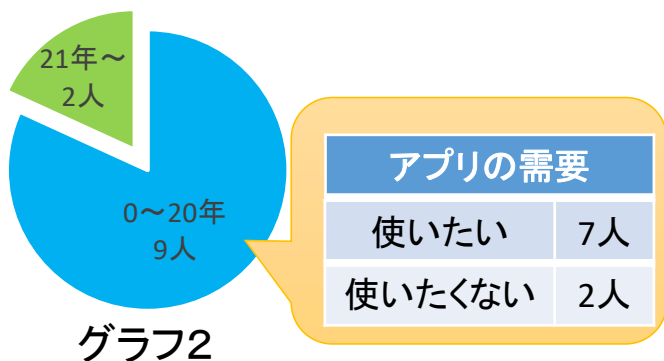 21年～
2人
0～20年
9人
アプリの需要
使いたい 7人
使いたくない 2人
グラフ２